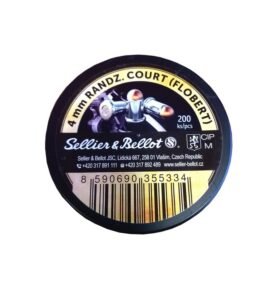 4 mm RANDZ. COURT (FLOBERT)
200
ks/pcs
Sellier & Bellot S
CIP
M
Sellier & Bellot JSC, Lidická 667, 258 01 Vlašim, Czech Republic
+420 317 891 111 +420 317 892 489 www.sellier-bellot.cz
8 590690 355334